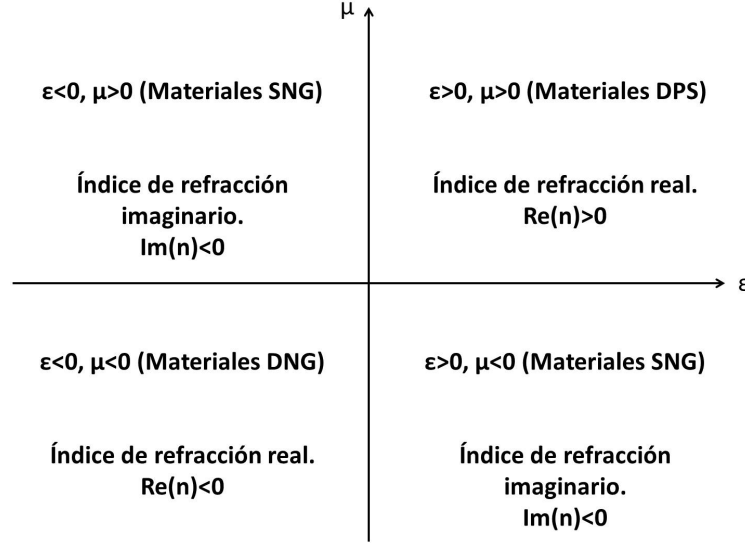 μ
ε<0, μ>0 (Materiales SNG)
Índice de refracción
imaginario.
Im(n)<0
ε>0, μ>0 (Materiales DPS)
Índice de refracción real.
Re(n)>0
ε
ε<0, μ<0 (Materiales DNG)
Índice de refracción real.
Re(n)<0
ε>0, μ<0 (Materiales SNG)
Índice de refracción
imaginario.
Im(n)<0